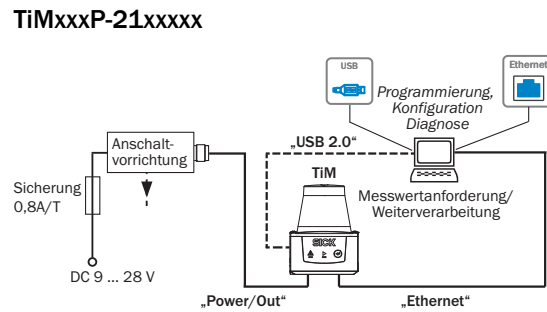 TiMxxxP-21xxxxx
USB
Ethernet
Programmierung,
Konfiguration
Diagnose
Anschalt-
vorrichtung
„USB 2.0“
TiM
Sicherung
0,8A/T
Messwertanforderung/
Weiterverarbeitung
SICK
DC 9 ... 28 V
„Power/Out“
„Ethernet“